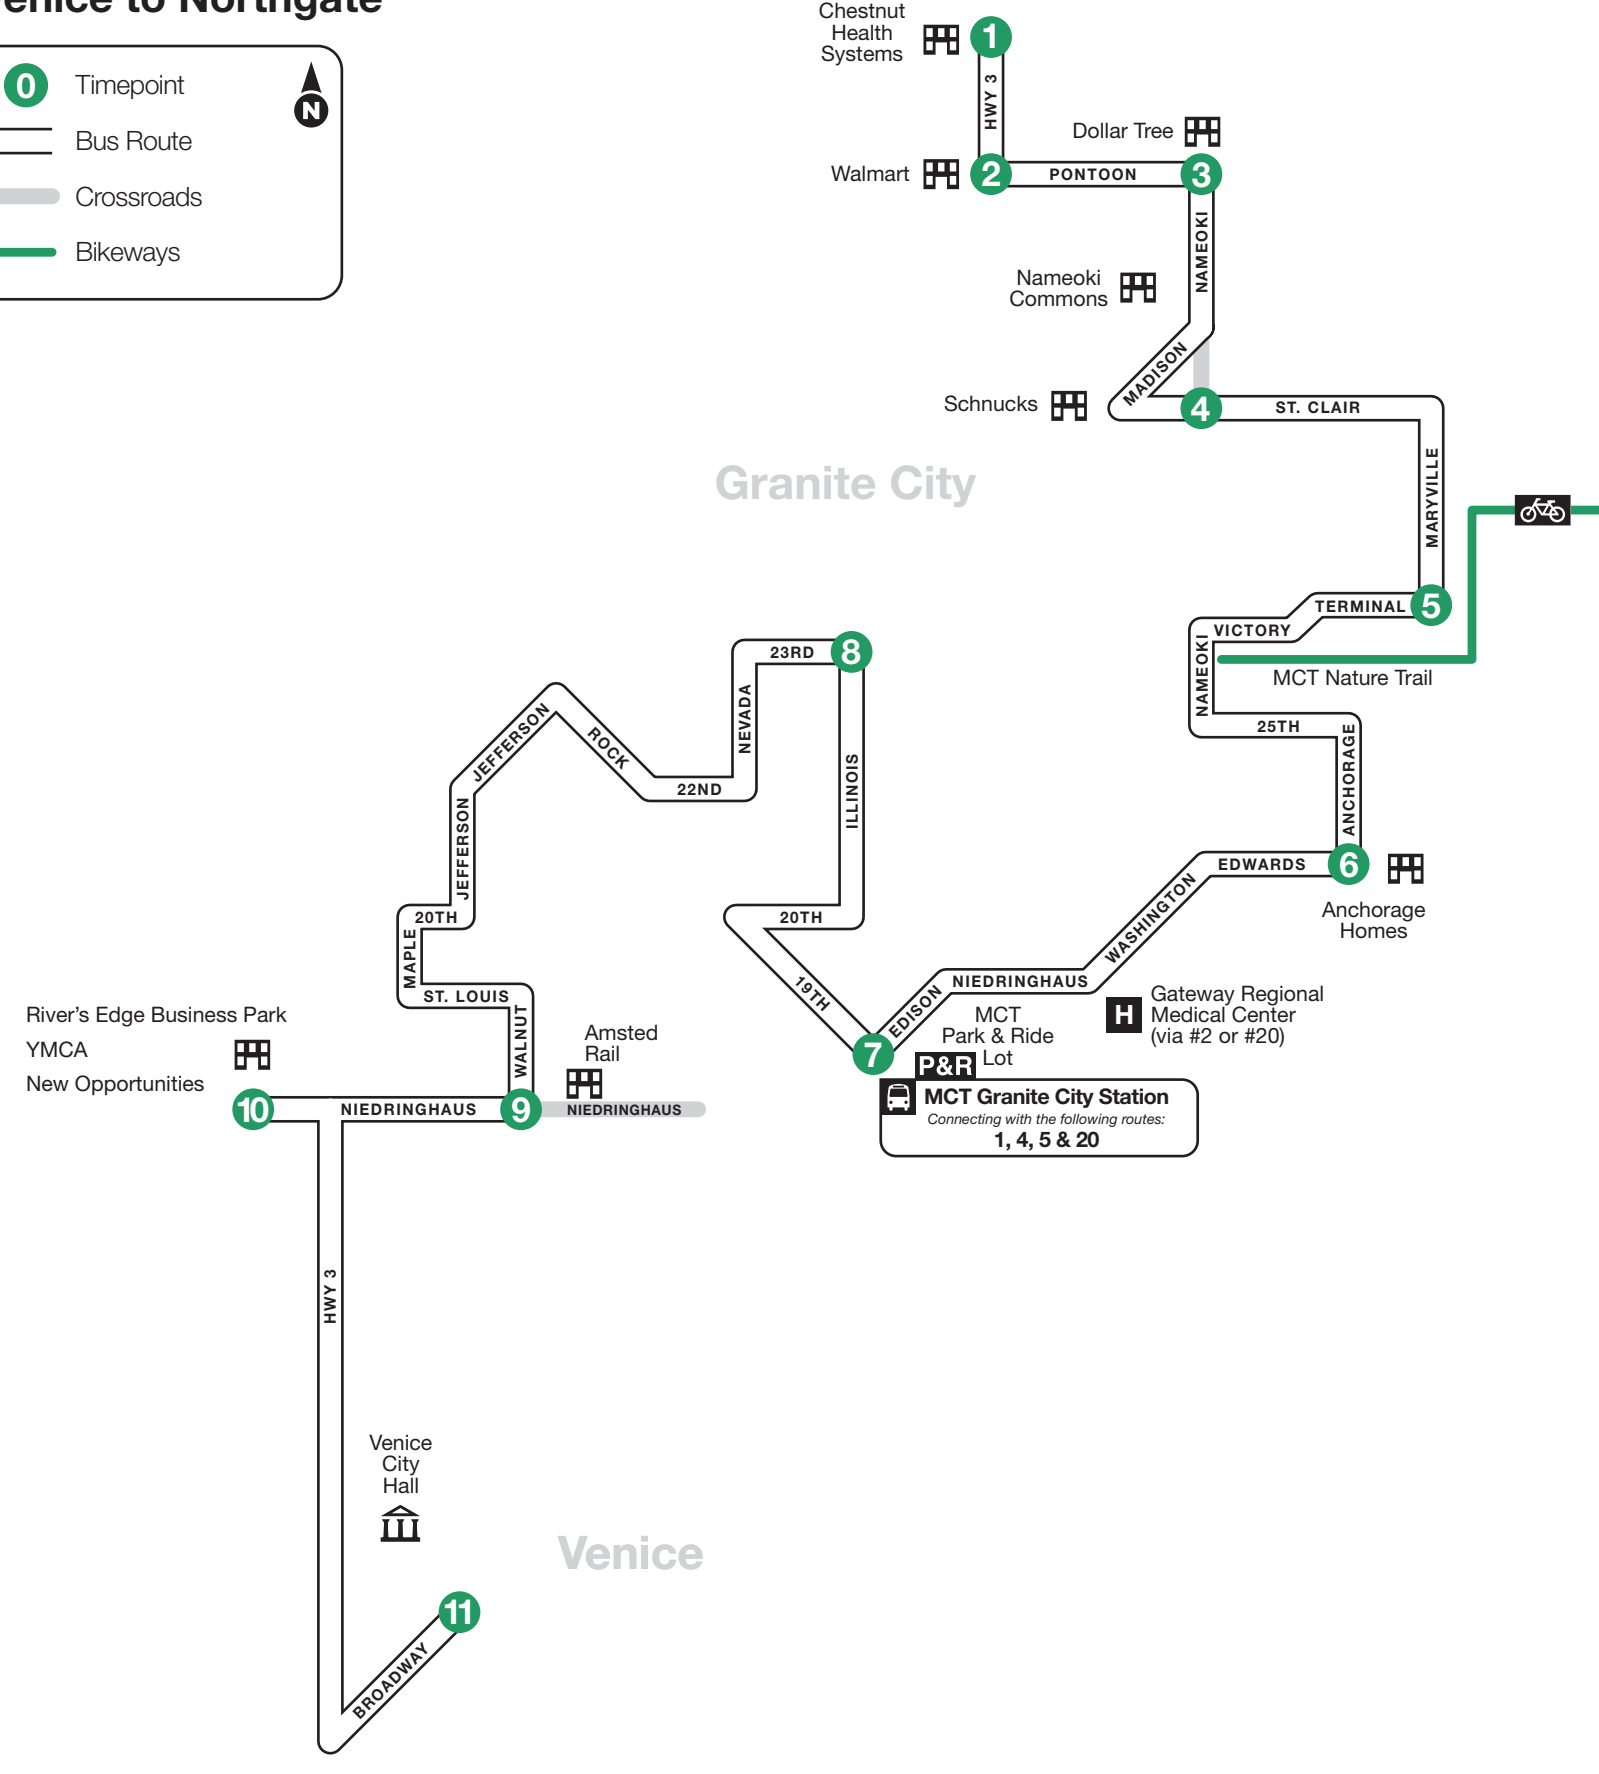 enice to Northgate
0 Timepoint
N
Bus Route
Crossroads
Bikeways
Chestnut
Health
Systems
1
HWY 3
Dollar Tree
Walmart
2
PONTOON
3
NAMEOKI
Nameoki
Commons
MADISON
Schnucks
4
ST. CLAIR
MARYVILLE
Granite City
5
TERMINAL
VICTORY
NAMEOKI
MCT Nature Trail
25TH
ANCHORAGE
6
EDWARDS
Anchorage
Homes
WASHINGTON
NIEDRINGHAUS
EDISON
H
Gateway Regional
Medical Center
(via #2 or #20)
MCT
Park & Ride
Lot
P&R
7
MCT Granite City Station
Connecting with the following routes:
1, 4, 5 & 20
19TH
20TH
ILLINOIS
8
23RD
NEVADA
22ND
ROCK
JEFFERSON
JEFFERSON
20TH
MAPLE
ST. LOUIS
WALNUT
Amsted
Rail
9
NIEDRINGHAUS
NIEDRINGHAUS
River's Edge Business Park
YMCA
New Opportunities
10
HWY 3
Venice
City
Hall
Venice
11
BROADWAY